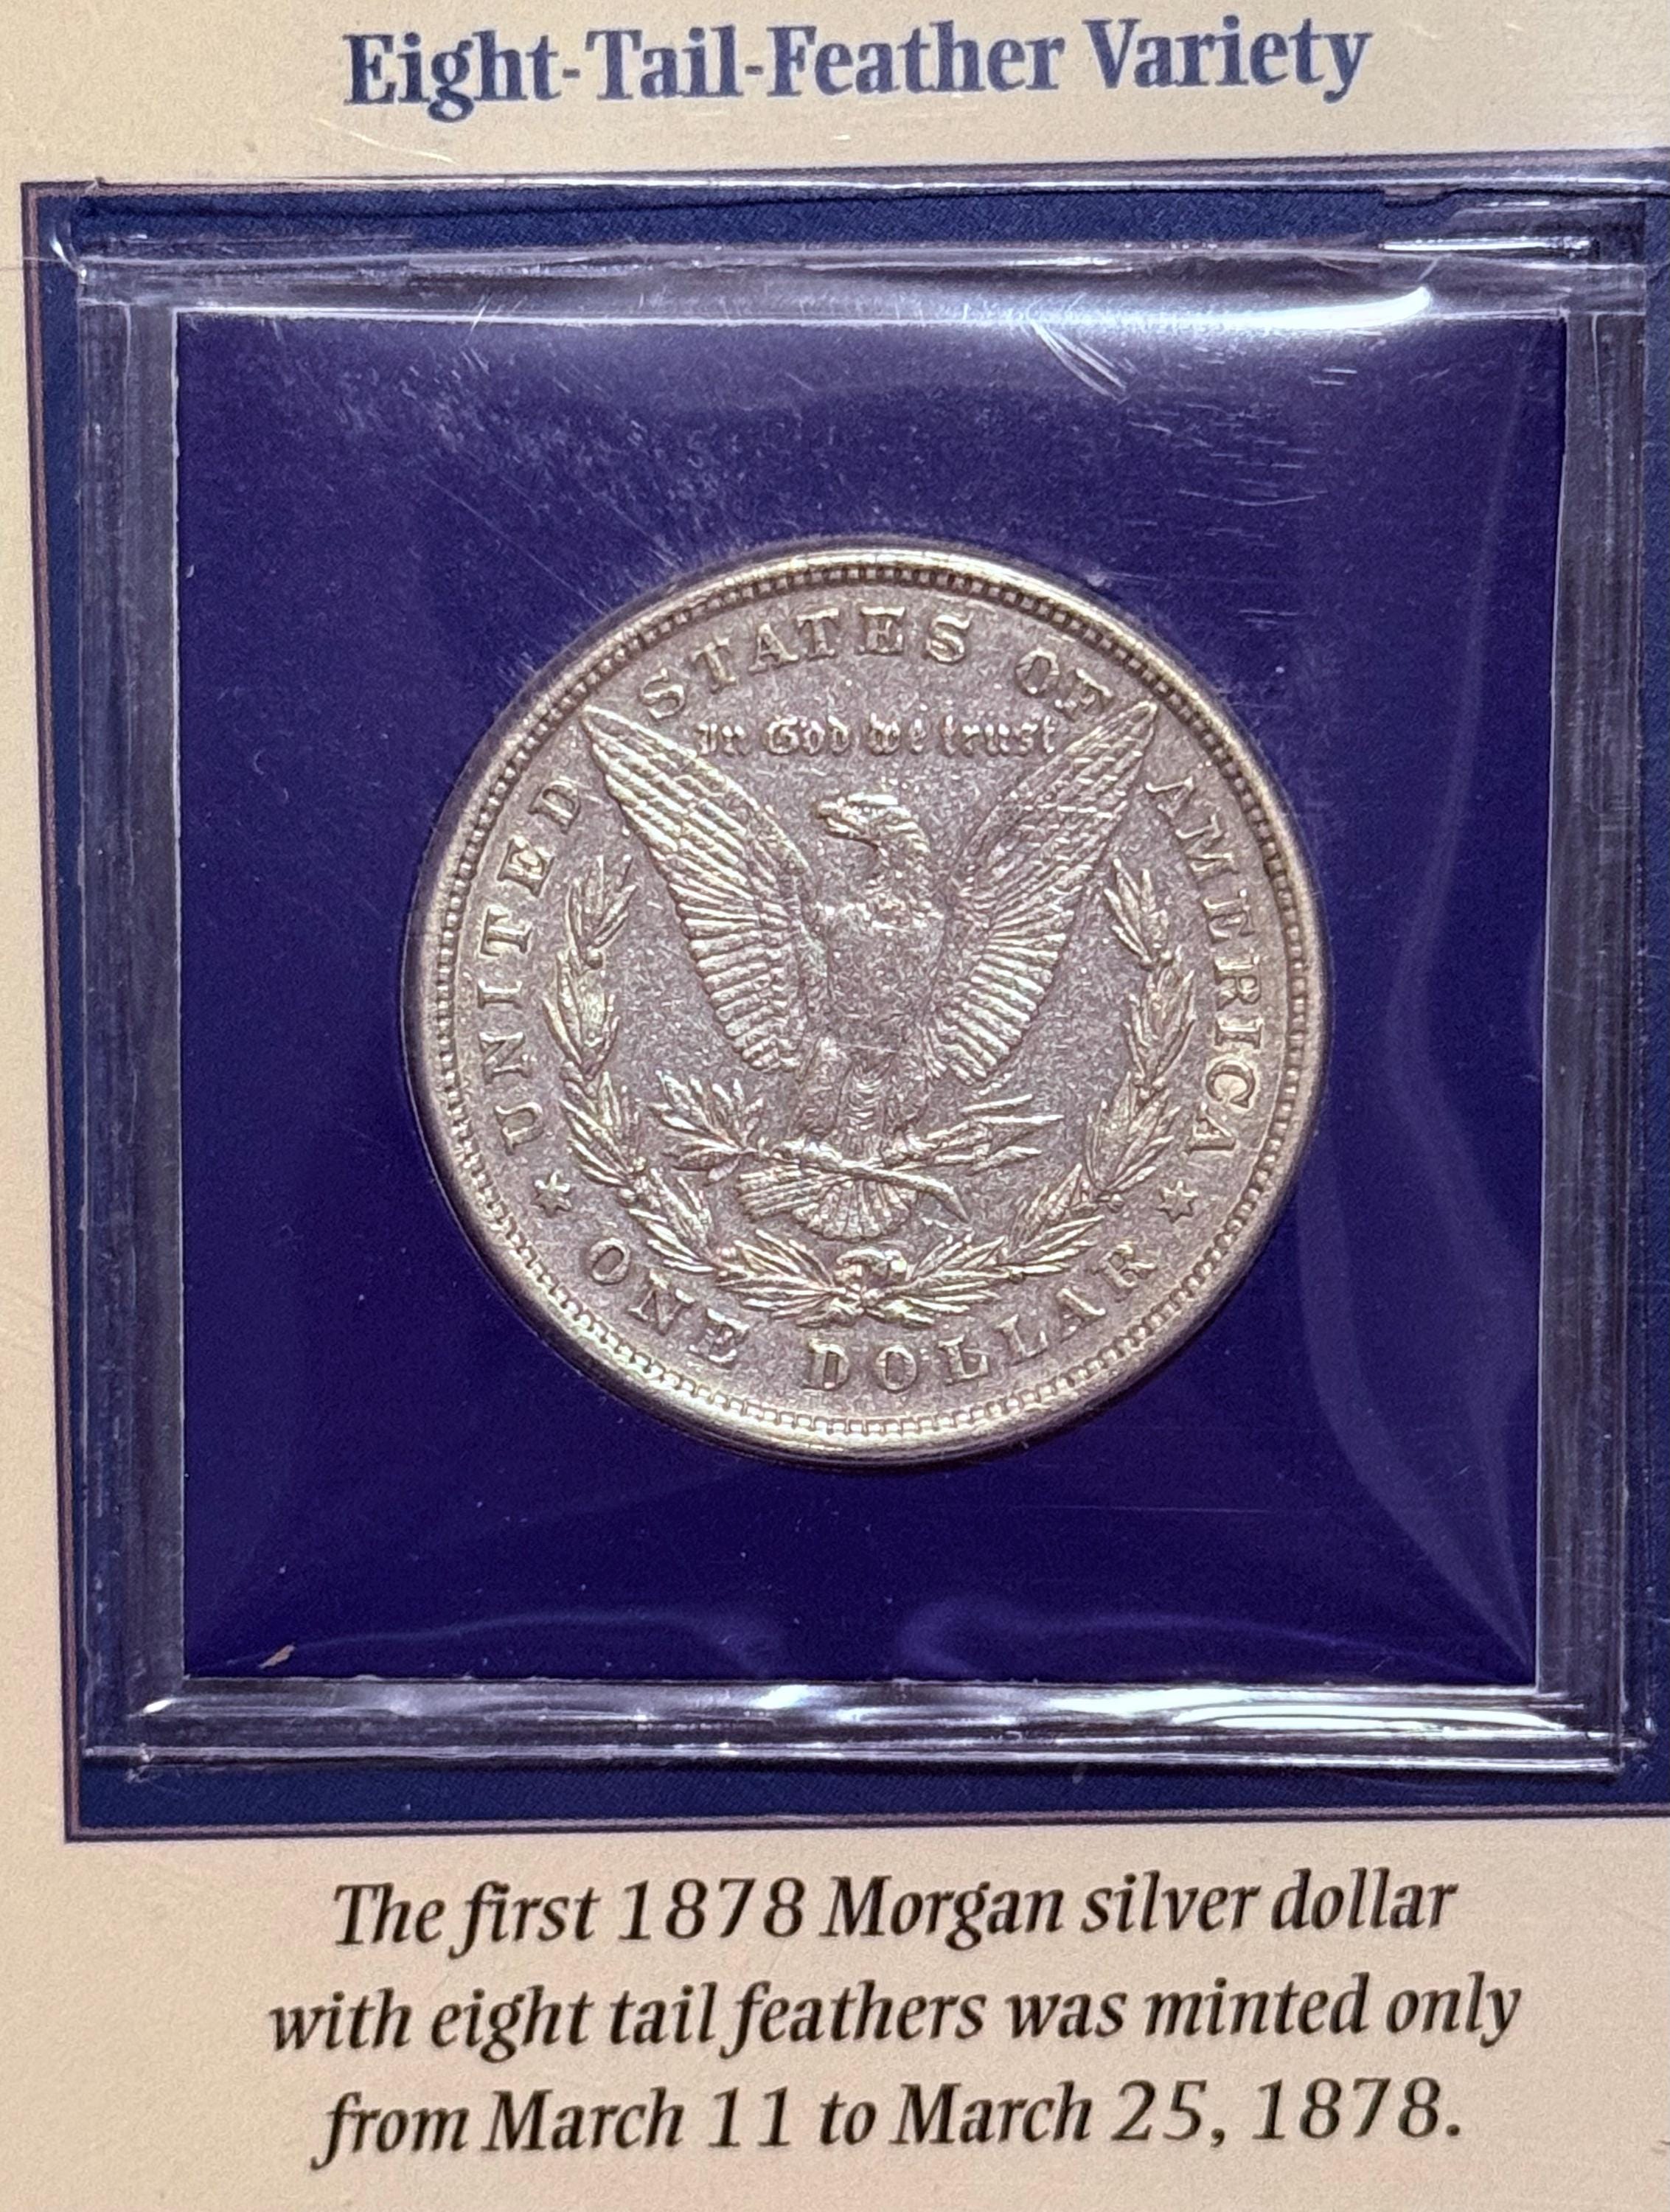 Eight-Tail-Feather Variety
UNITED STATES OF AMERICA
In God we trust
ONE DOLLAR
The first 1878 Morgan silver dollar
with eight tail feathers was minted only
from March 11 to March 25, 1878.